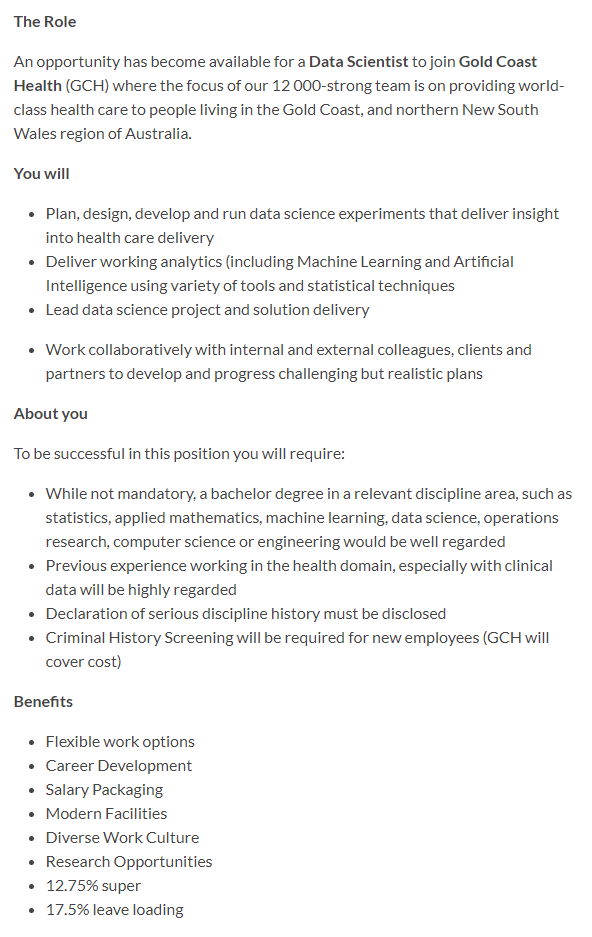 The Role
An opportunity has become available for a Data Scientist to join Gold Coast
Health (GCH) where the focus of our 12 000-strong team is on providing world-
class health care to people living in the Gold Coast, and northern New South
Wales region of Australia.
You will
• Plan, design, develop and run data science experiments that deliver insight
into health care delivery
• Deliver working analytics (including Machine Learning and Artificial
Intelligence using variety of tools and statistical techniques
• Lead data science project and solution delivery
• Work collaboratively with internal and external colleagues, clients and
partners to develop and progress challenging but realistic plans
About you
To be successful in this position you will require:
• While not mandatory, a bachelor degree in a relevant discipline area, such as
statistics, applied mathematics, machine learning, data science, operations
research, computer science or engineering would be well regarded
• Previous experience working in the health domain, especially with clinical
data will be highly regarded
• Declaration of serious discipline history must be disclosed
• Criminal History Screening will be required for new employees (GCH will
cover cost)
Benefits
• Flexible work options
• Career Development
• Salary Packaging
• Modern Facilities
• Diverse Work Culture
• Research Opportunities
• 12.75% super
• 17.5% leave loading